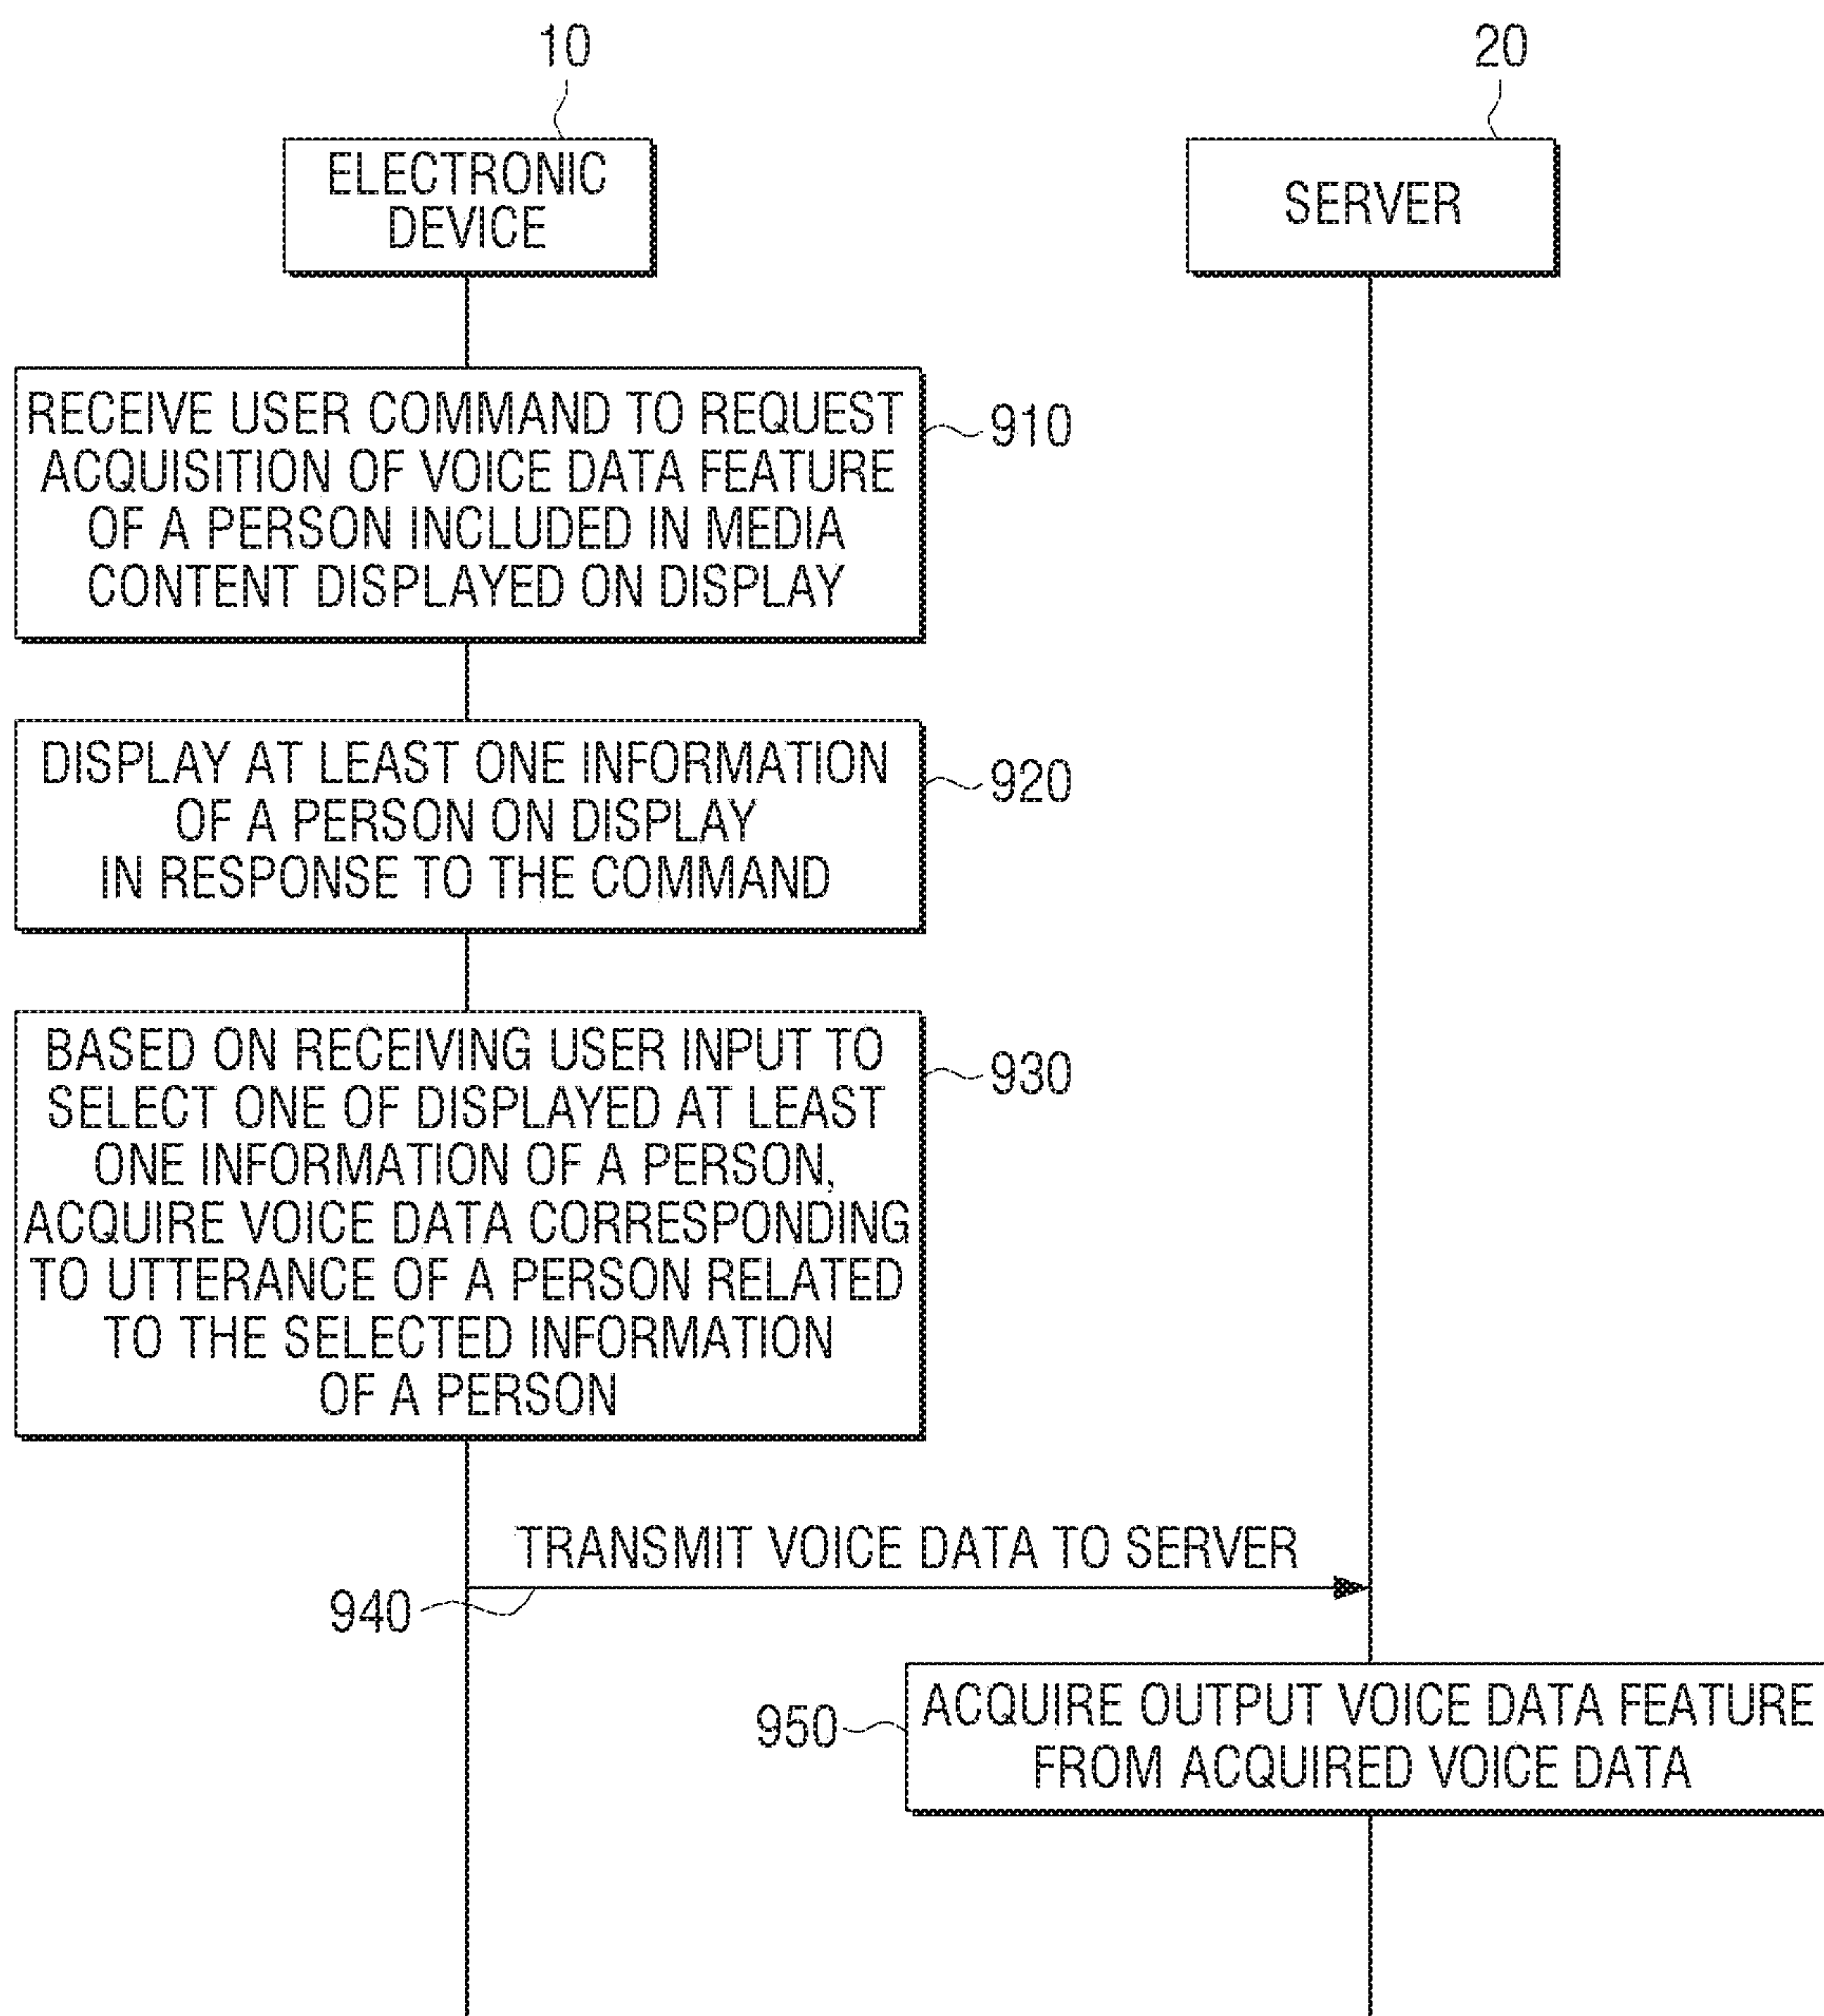 10
20
ELECTRONIC
DEVICE
SERVER
RECEIVE USER COMMAND TO REQUEST
ACQUISITION OF VOICE DATA FEATURE
OF A PERSON INCLUDED IN MEDIA
CONTENT DISPLAYED ON DISPLAY
910
DISPLAY AT LEAST ONE INFORMATION
OF A PERSON ON DISPLAY
IN RESPONSE TO THE COMMAND
920
BASED ON RECEIVING USER INPUT TO
SELECT ONE OF DISPLAYED AT LEAST
ONE INFORMATION OF A PERSON,
ACQUIRE VOICE DATA CORRESPONDING
TO UTTERANCE OF A PERSON RELATED
TO THE SELECTED INFORMATION
OF A PERSON
930
TRANSMIT VOICE DATA TO SERVER
940
950
ACQUIRE OUTPUT VOICE DATA FEATURE
FROM ACQUIRED VOICE DATA